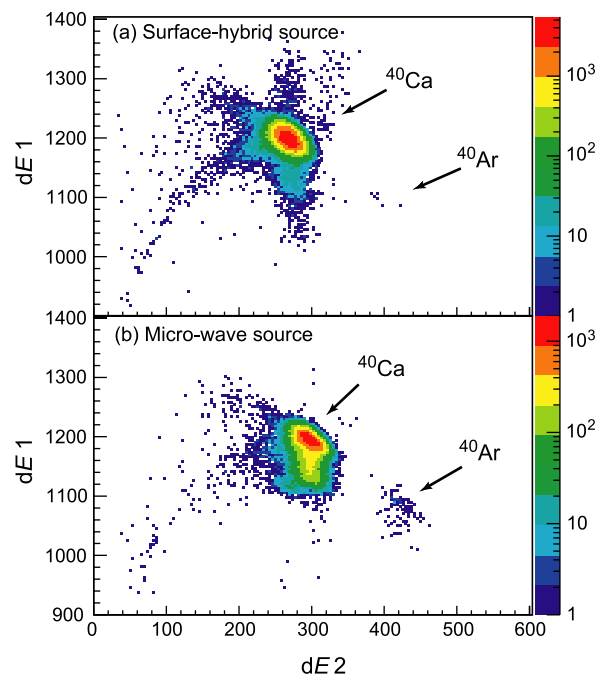 1400
(a) Surface-hybrid source
1300
⁴⁰Ca
1200
⁴⁰Ar
1100
1000
dE 1
10³
10²
10
1
1400
(b) Micro-wave source
1300
⁴⁰Ca
1200
⁴⁰Ar
1100
1000
900
dE 1
10³
10²
10
1
0 100 200 300 400 500 600
dE 2